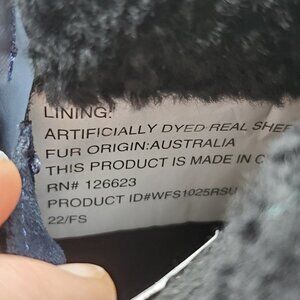 LINING:
ARTIFICIALLY DYED REAL
FUR ORIGIN:AUSTRALIA
THIS PRODUCT IS MADE IN
RN# 126623
PRODUCT ID#WFS1025RSU
22/FS